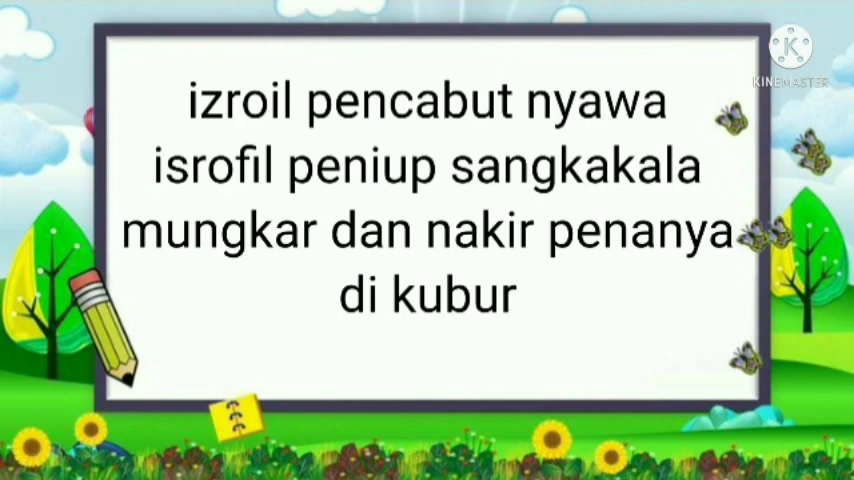 KINEMASTER
izroil pencabut nyawa
isrofil peniup sangkakala
mungkar dan nakir penanya
di kubur